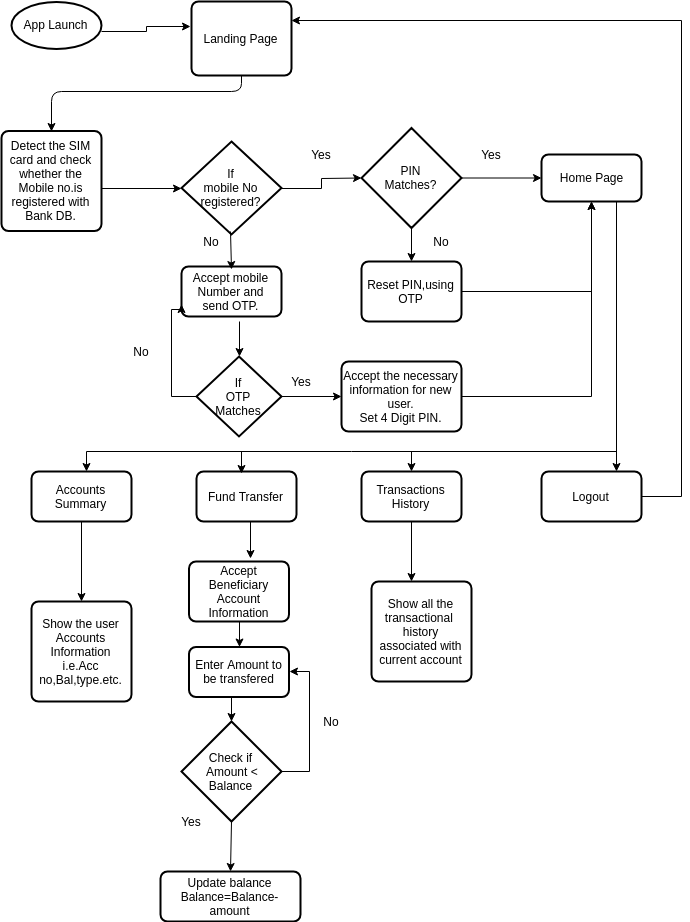 App Launch
Landing Page
Detect the SIM
card and check
whether the
Mobile no.is
registered with
Bank DB.
If
mobile No
registered?
Yes
PIN
Matches?
Yes
Home Page
No
No
Accept mobile
Number and
send OTP.
Reset PIN,using
OTP
No
If
OTP
Matches
Yes
Accept the necessary
information for new
user.
Set 4 Digit PIN.
Accounts
Summary
Fund Transfer
Transactions
History
Logout
Accept
Beneficiary
Account
Information
Show the user
Accounts
Information
i.e.Acc
no,Bal,type.etc.
Show all the
transactional
history
associated with
current account
Enter Amount to
be transfered
No
Check if
Amount <
Balance
Yes
Update balance
Balance=Balance-
amount